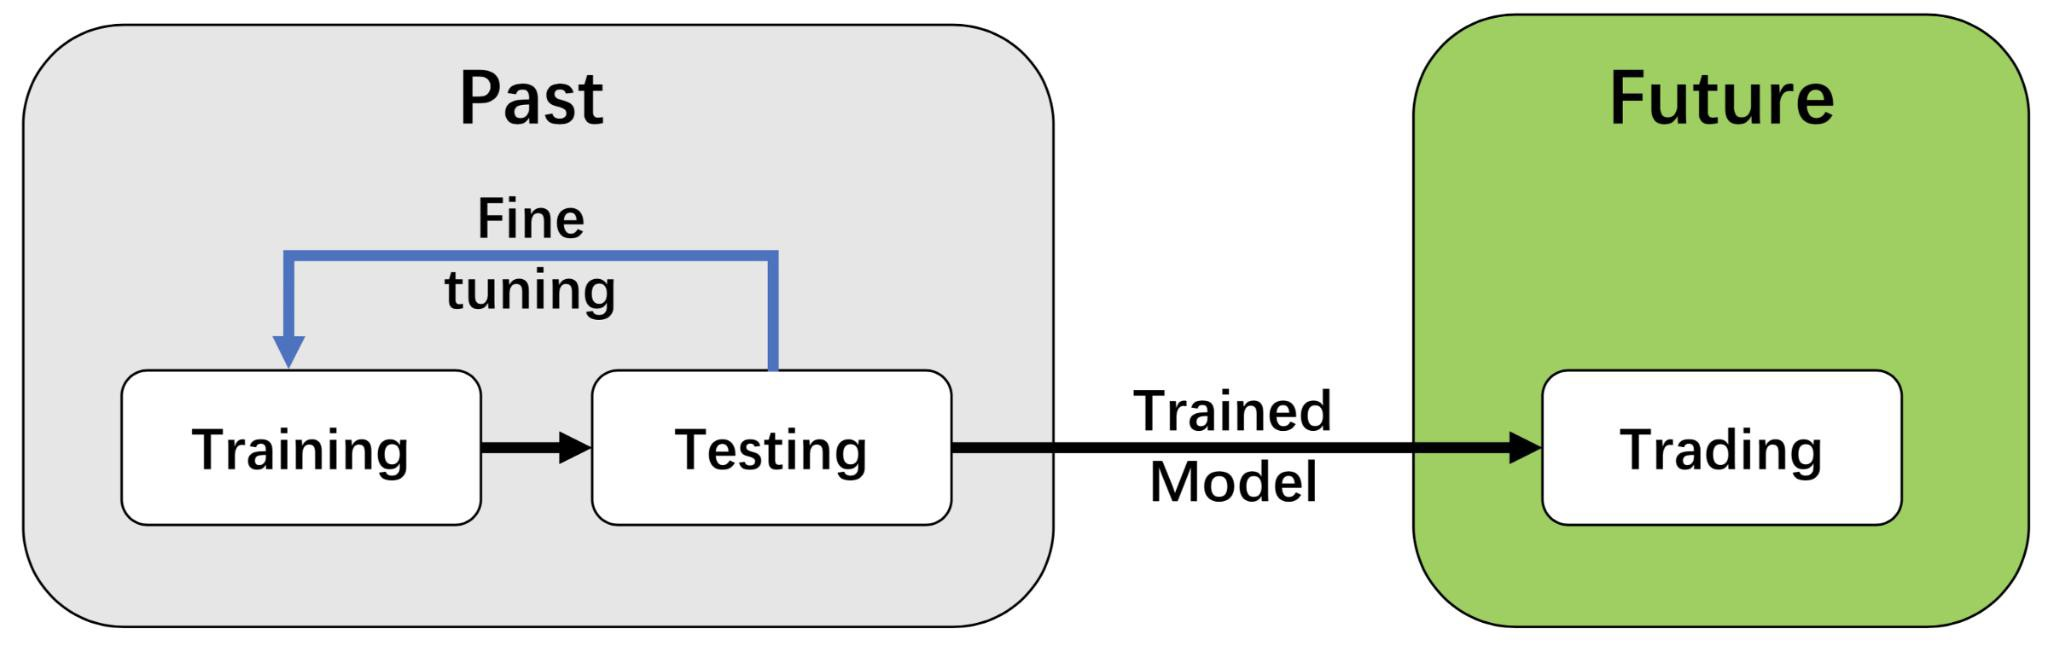 Past
Future
Fine
tuning
Training
Testing
Trained
Model
Trading